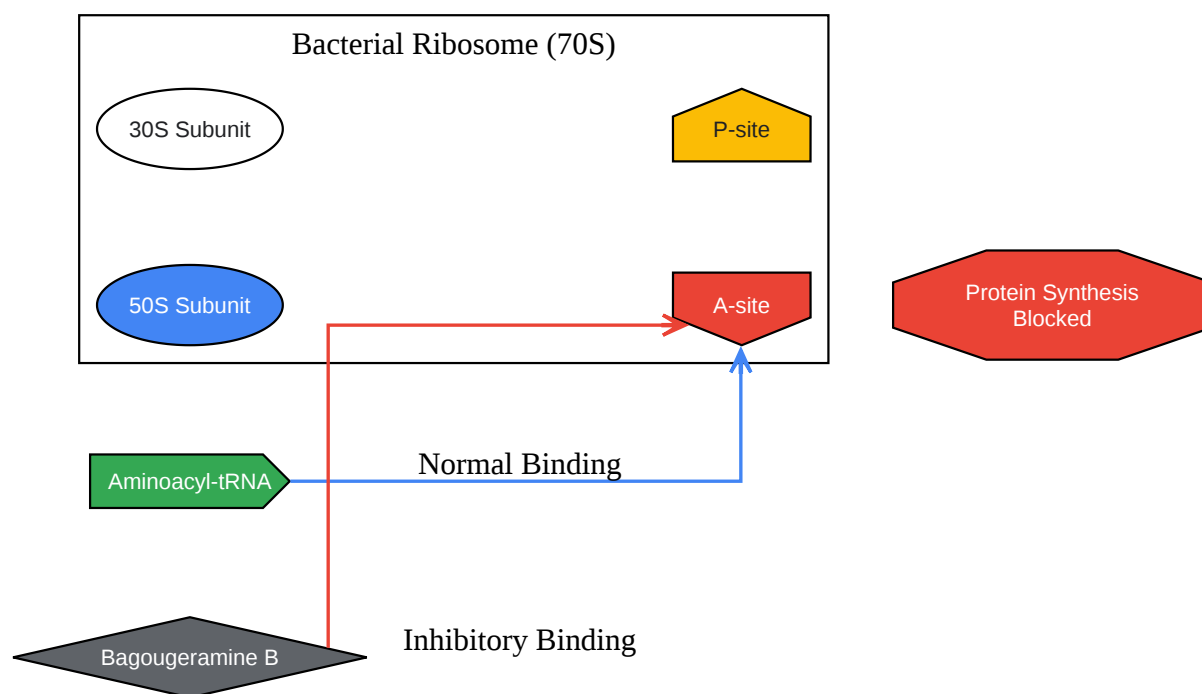 Bacterial Ribosome (70S)
30S Subunit
P-site
50S Subunit
A-site
Protein Synthesis
Blocked
Aminoacyl-tRNA
Normal Binding
Bagougeramine B
Inhibitory Binding